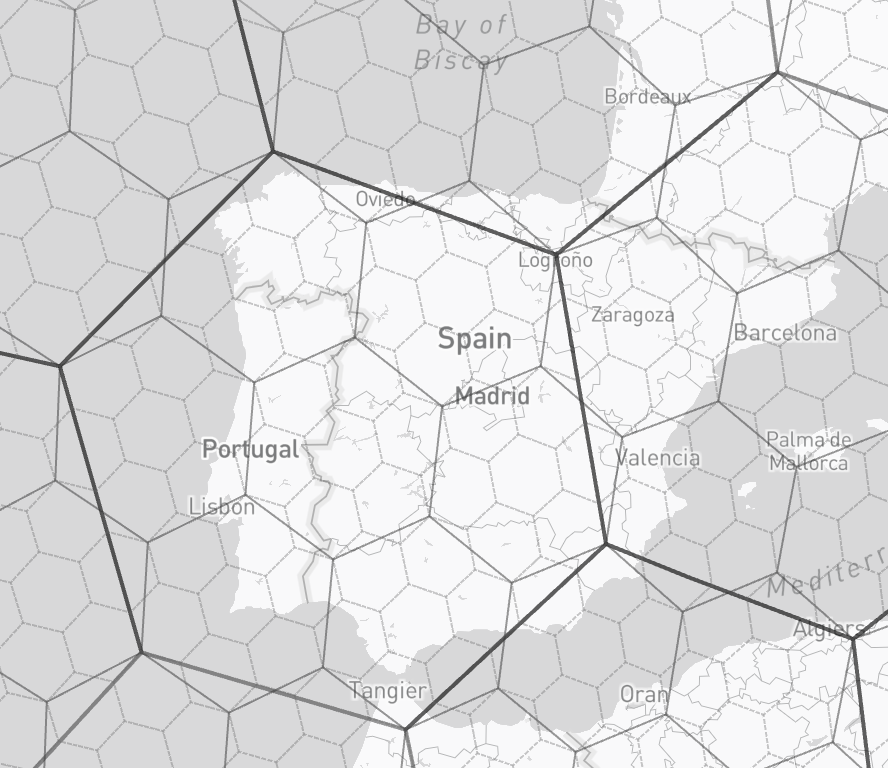 Bay of
Biscay
Bordeaux
Oviedo
Logroño
Zaragoza
Spain
Barcelona
Madrid
Portugal
Palma de
Mallorca
Valencia
Lisbon
Mediterr
Algiers
Tangier
Oran